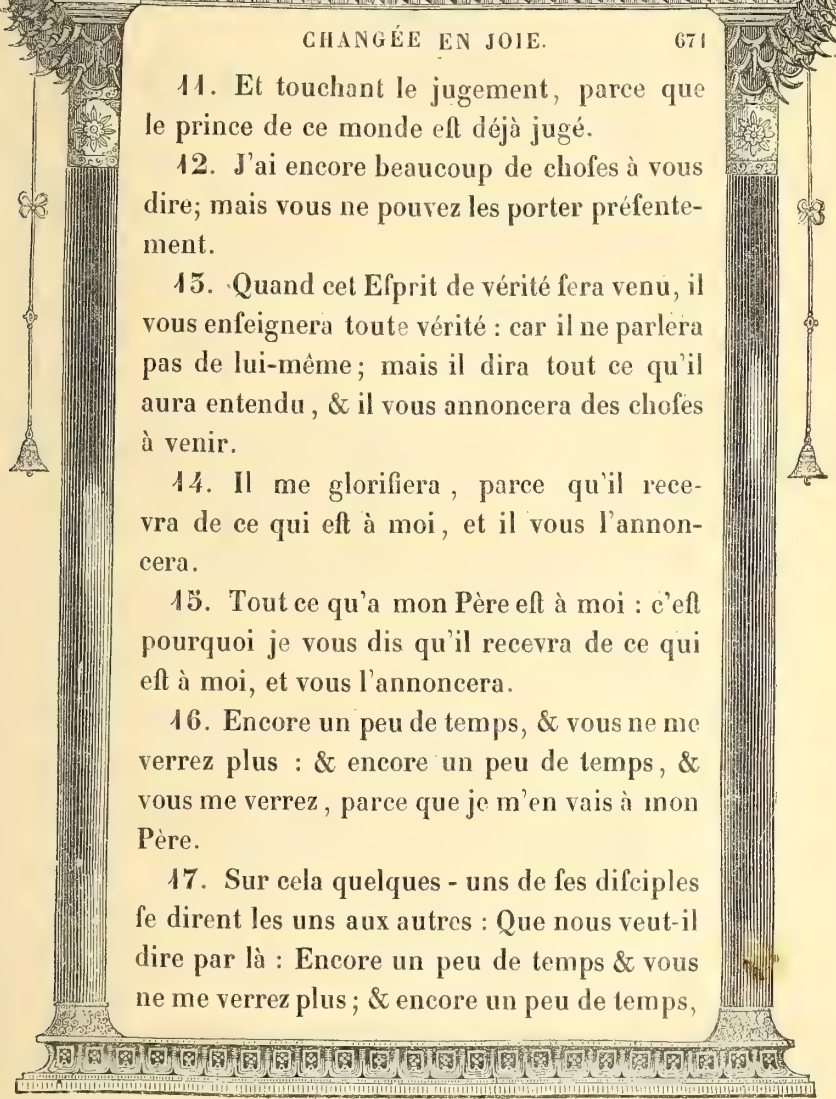 CHANGÉE EN JOIE. 671
11. Et touchant le jugement, parce que
le prince de ce monde eſt déjà jugé.
12. J'ai encore beaucoup de choſes à vous
dire; mais vous ne pouvez les porter préſente-
ment.
13. Quand cet Eſprit de vérité ſera venu, il
vous enſeignera toute vérité : car il ne parlera
pas de lui-même; mais il dira tout ce qu'il
aura entendu, & il vous annoncera des choſes
à venir.
14. Il me glorifiera, parce qu'il rece-
vra de ce qui eſt à moi, et il vous l'annon-
cera.
15. Tout ce qu'a mon Père eſt à moi : c'eſt
pourquoi je vous dis qu'il recevra de ce qui
eſt à moi, et vous l'annoncera.
16. Encore un peu de temps, & vous ne me
verrez plus : & encore un peu de temps, &
vous me verrez, parce que je m'en vais à mon
Père.
17. Sur cela quelques-uns de ſes diſciples
ſe dirent les uns aux autres : Que nous veut-il
dire par là : Encore un peu de temps & vous
ne me verrez plus; & encore un peu de temps,